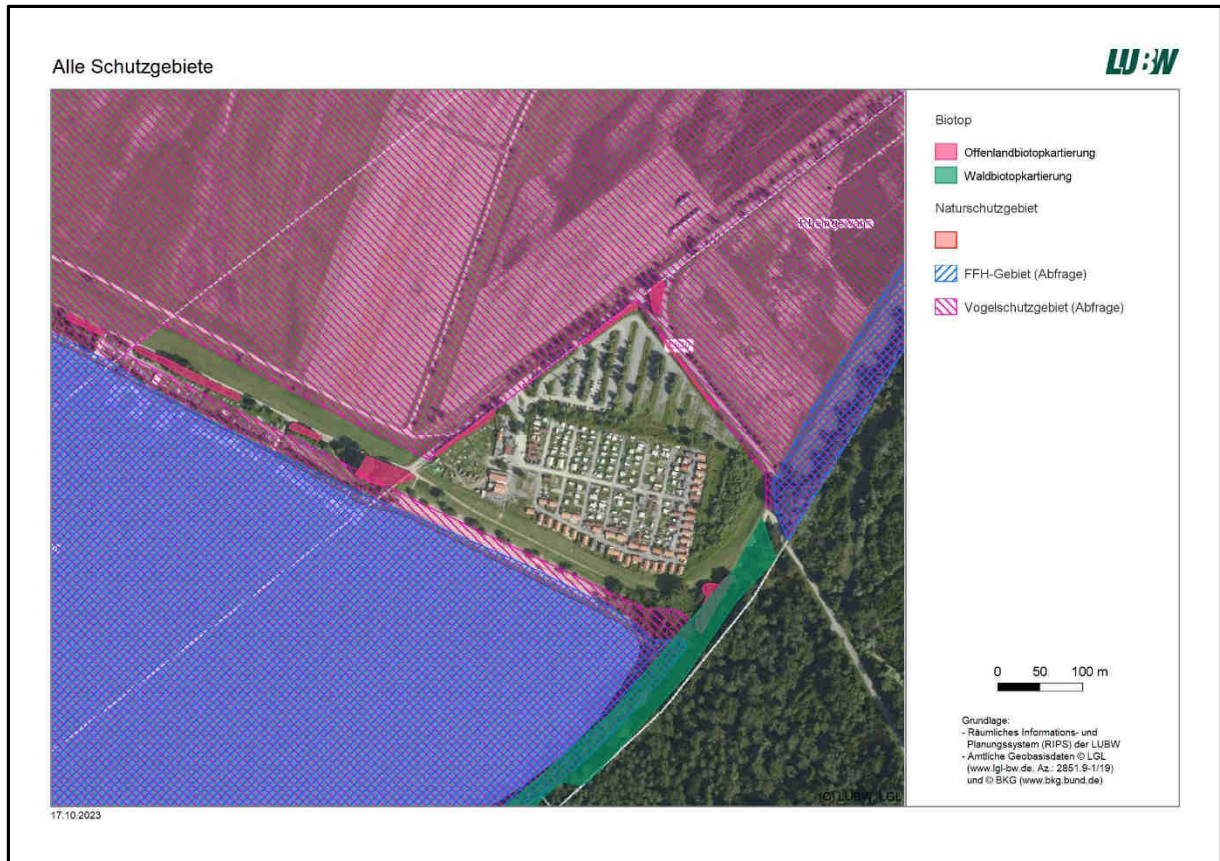 Alle Schutzgebiete
LUBW
Biotop
Offenlandbiotopkartierung
Waldbiotopkartierung
Naturschutzgebiet
FFH-Gebiet (Abfrage)
Vogelschutzgebiet (Abfrage)
0 50 100 m
Grundlage:
- Räumliches Informations- und
Planungssystem (RIPS) der LUBW
- Amtliche Geobasisdaten © LGL
(www.lgl-bw.de, Az.: 2851.9-1/19)
und © BKG (www.bkg.bund.de)
(C) LUBW, LGL
17.10.2023